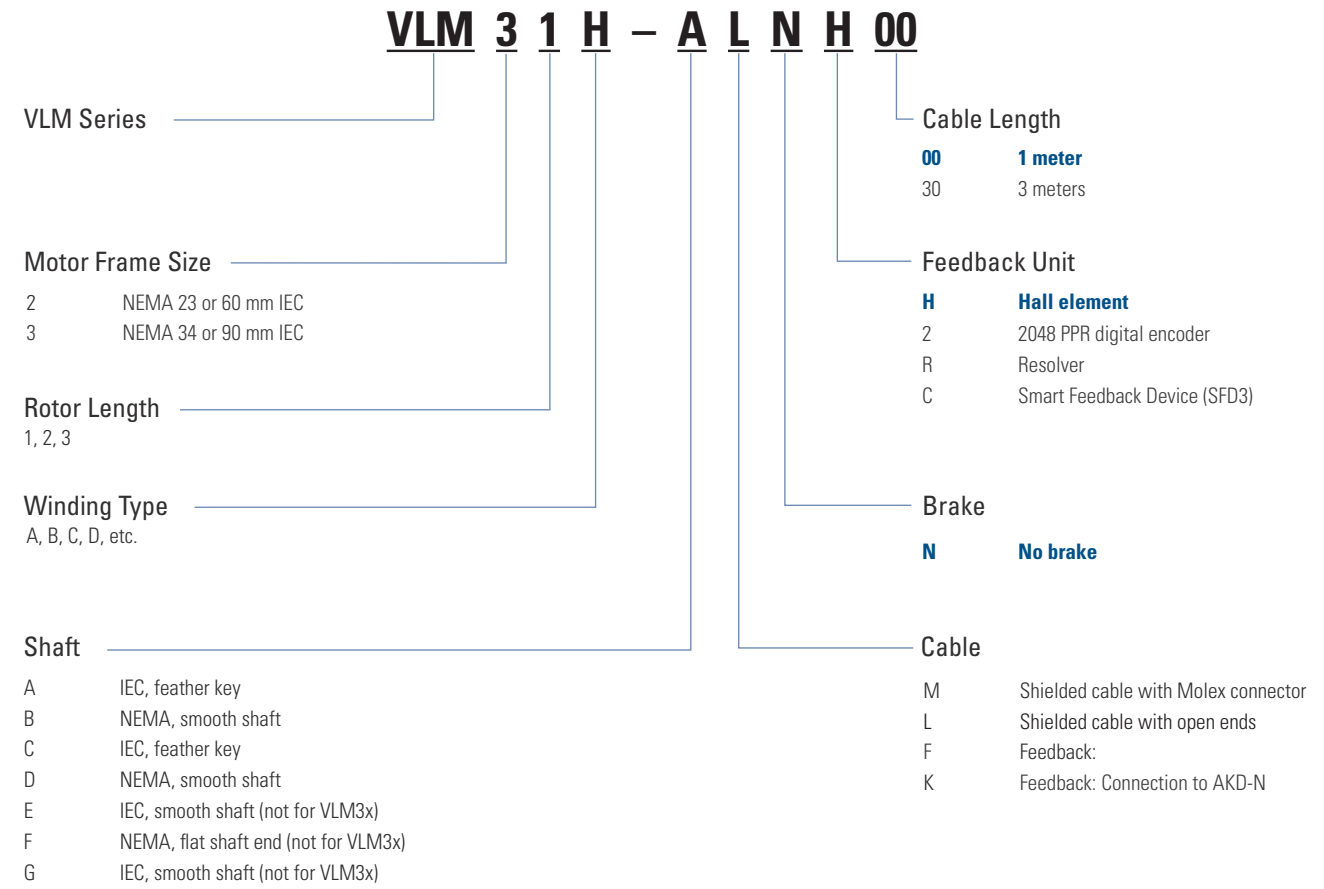 VLM 3 1 H – A L N H 00
VLM Series
Motor Frame Size
2 NEMA 23 or 60 mm IEC
3 NEMA 34 or 90 mm IEC
Rotor Length
1, 2, 3
Winding Type
A, B, C, D, etc.
Shaft
A IEC, feather key
B NEMA, smooth shaft
C IEC, feather key
D NEMA, smooth shaft
E IEC, smooth shaft (not for VLM3x)
F NEMA, flat shaft end (not for VLM3x)
G IEC, smooth shaft (not for VLM3x)
Cable Length
00 1 meter
30 3 meters
Feedback Unit
H Hall element
2 2048 PPR digital encoder
R Resolver
C Smart Feedback Device (SFD3)
Brake
N No brake
Cable
M Shielded cable with Molex connector
L Shielded cable with open ends
F Feedback:
K Feedback: Connection to AKD-N